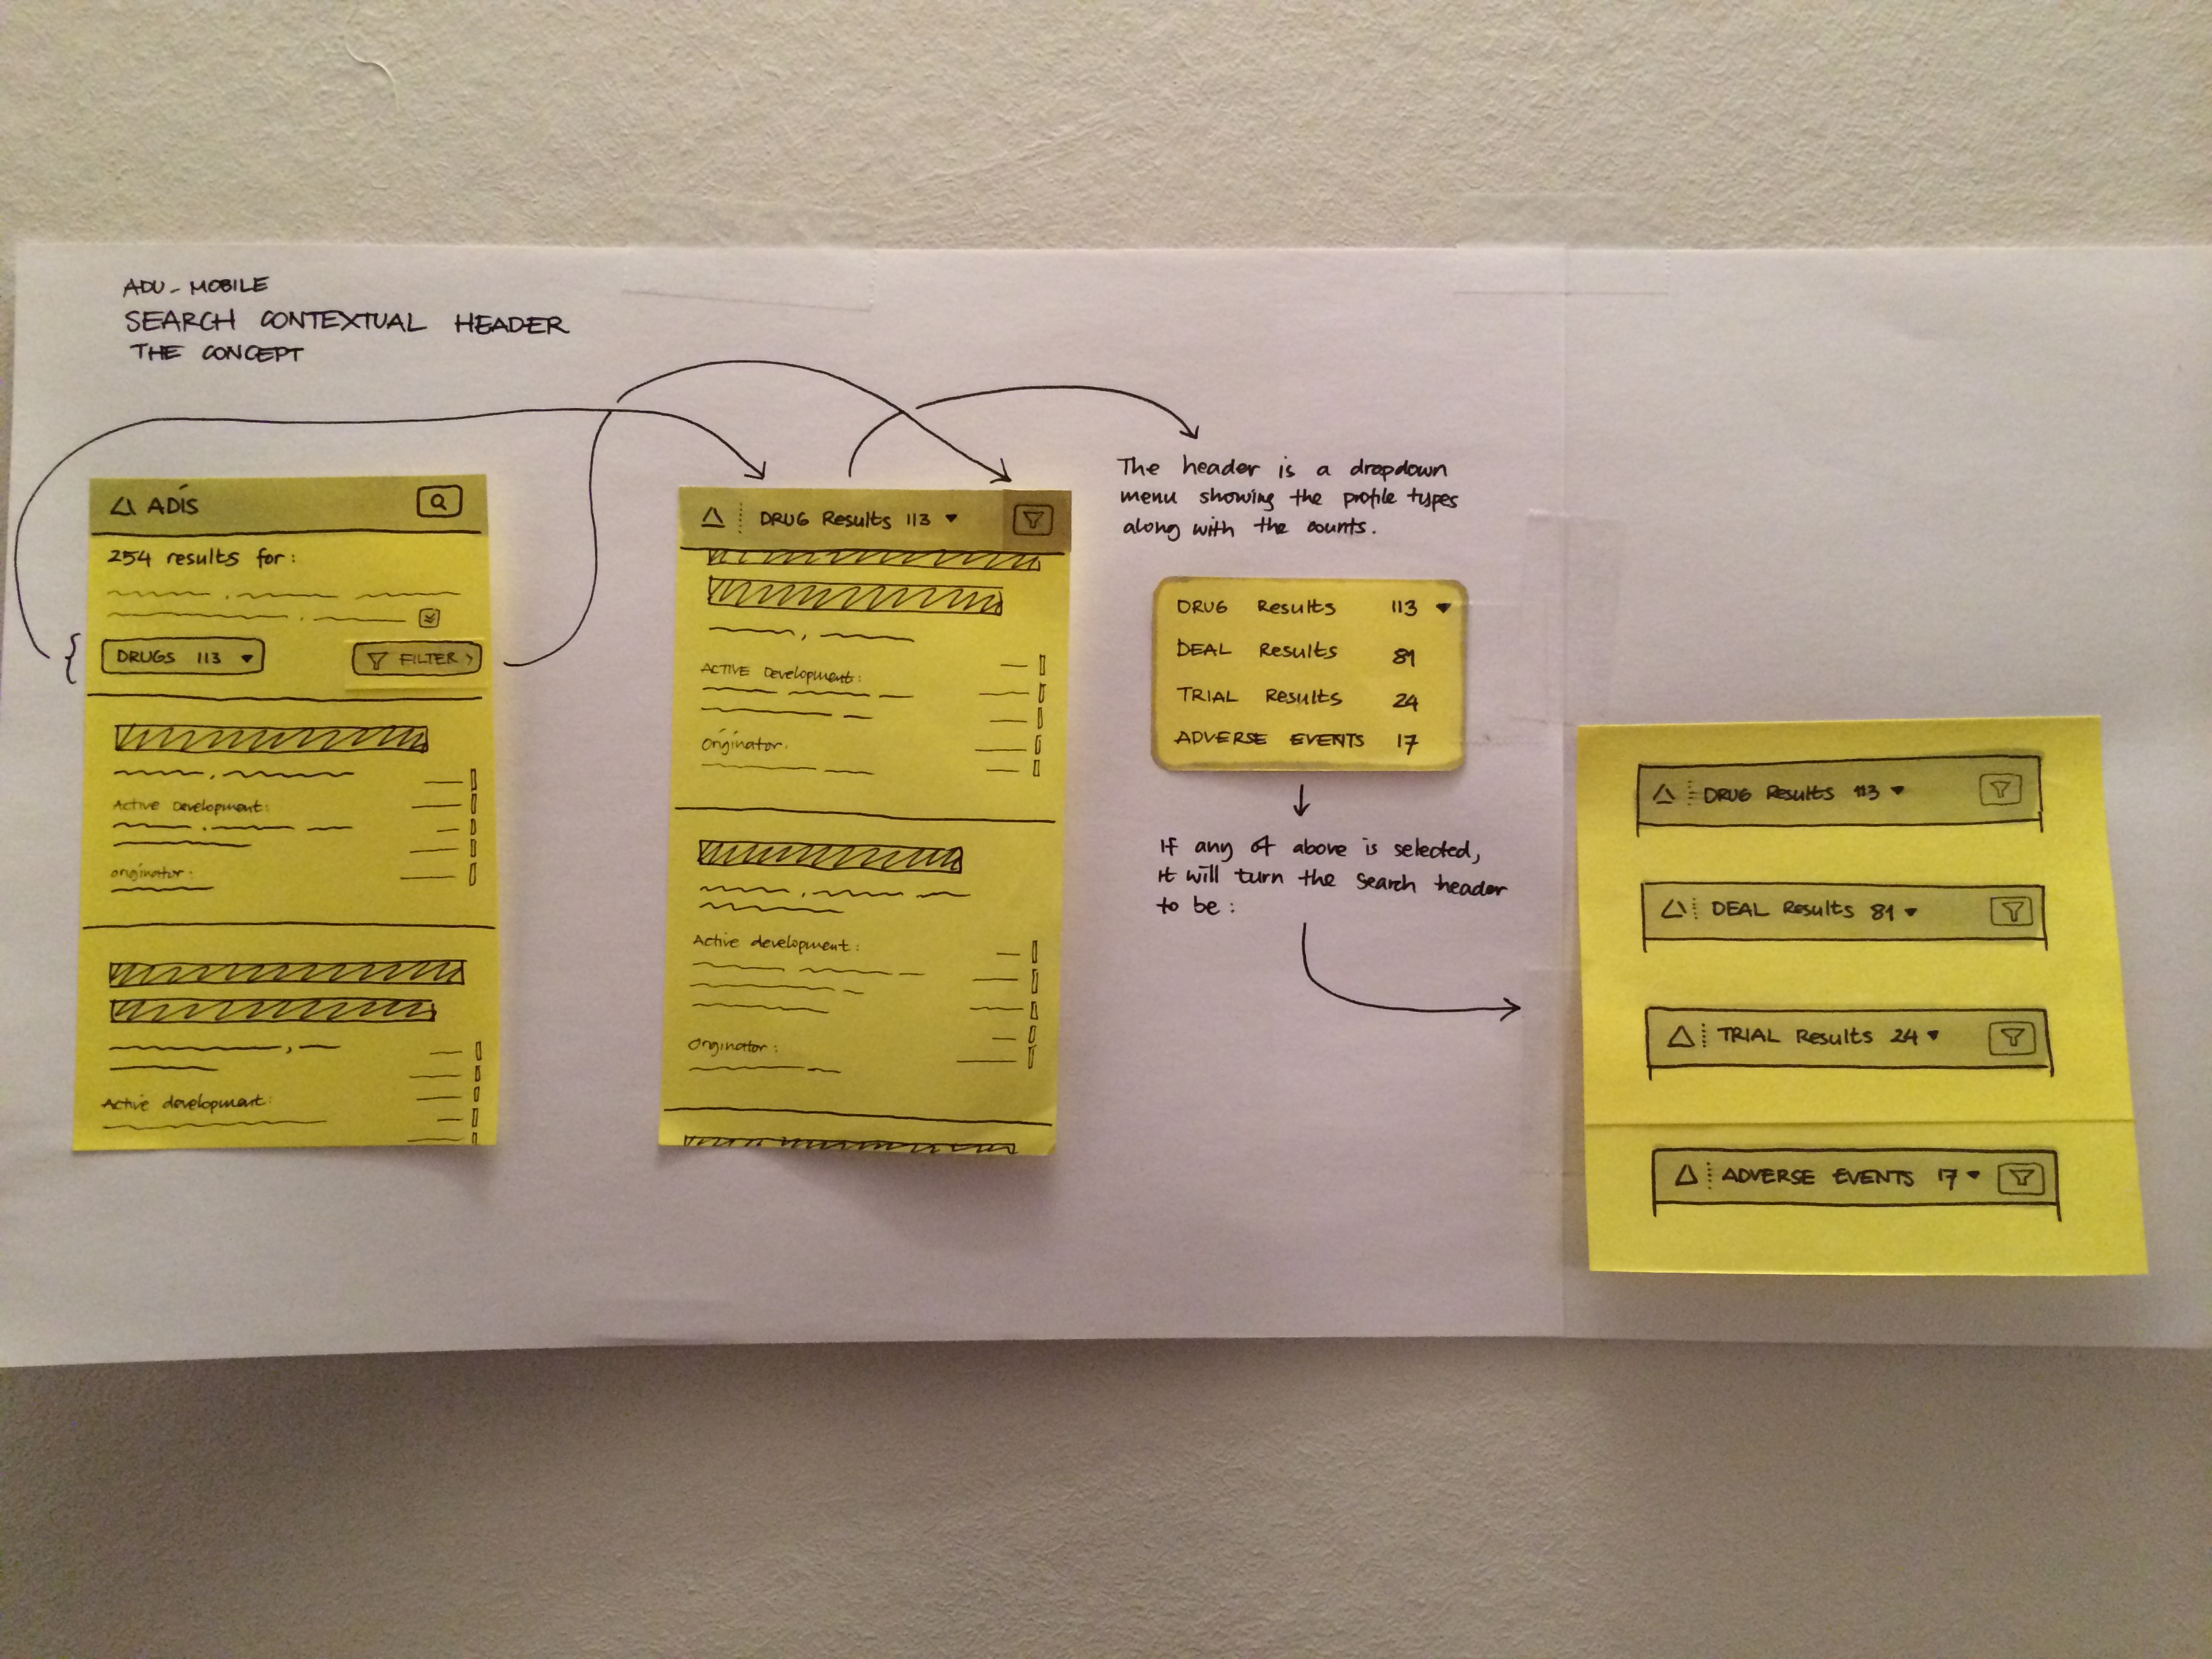 ADU - MOBILE
SEARCH CONTEXTUAL HEADER
THE CONCEPT
ADIS
254 results for:
DRUGS 113
FILTER >
Active Development:
originator:
Active development:
DRUG Results 113
ACTIVE Development:
Originator:
Active development:
Originator:
The header is a dropdown
menu showing the profile types
along with the counts.
DRUG Results 113
DEAL Results 81
TRIAL Results 24
ADVERSE EVENTS 17
If any of above is selected,
it will turn the search header
to be:
DRUG Results 113
DEAL Results 81
TRIAL Results 24
ADVERSE EVENTS 17